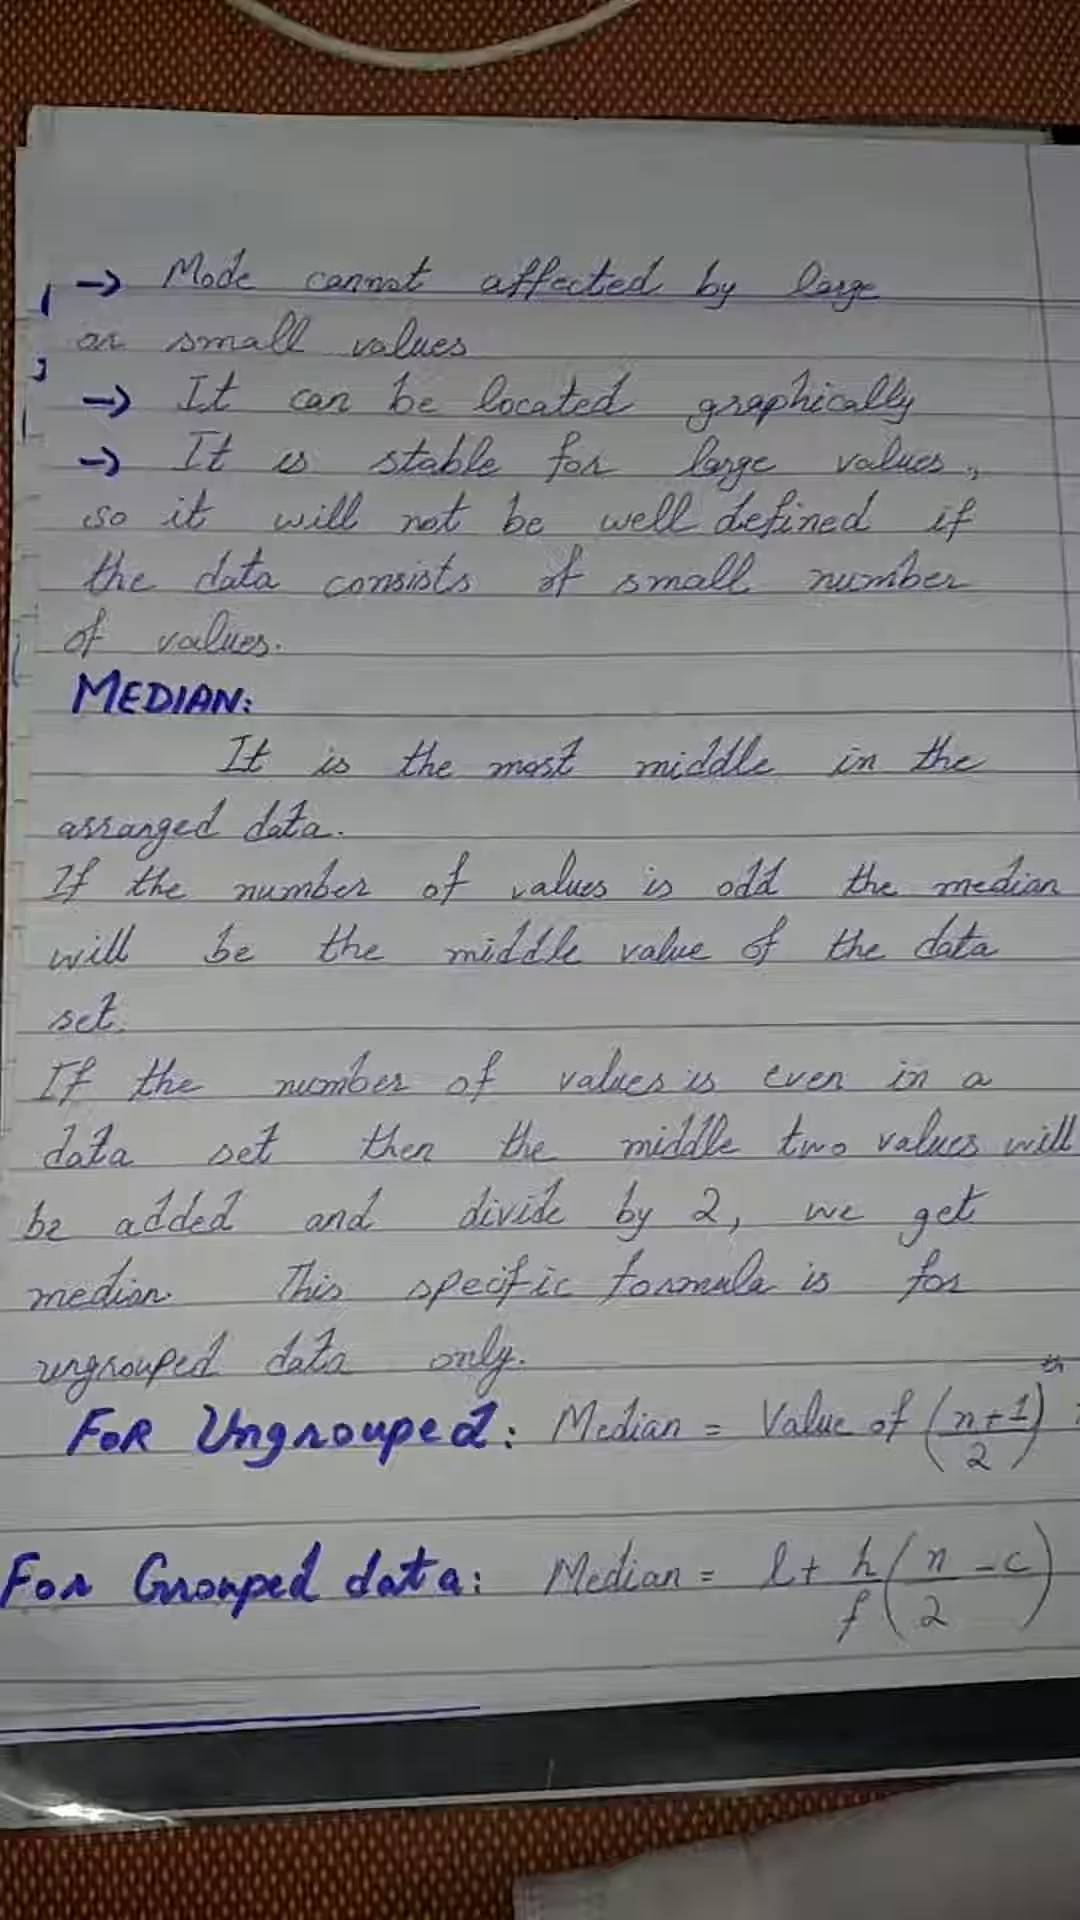 → Mode cannot affected by large
or small values
→ It can be located graphically
→ It is stable for large values,
so it will not be well defined if
the data consists of small number
of values.
MEDIAN:
It is the most middle in the
arranged data.
If the number of values is odd the median
will be the middle value of the data
set.
If the number of values is even in a
data set then the middle two values will
be added and divide by 2, we get
median. This specific formula is for
ungrouped data only.
FOR Ungrouped: Median = Value of (n+1/2)th
For Grouped data: Median = l + h/f (n/2 - c)